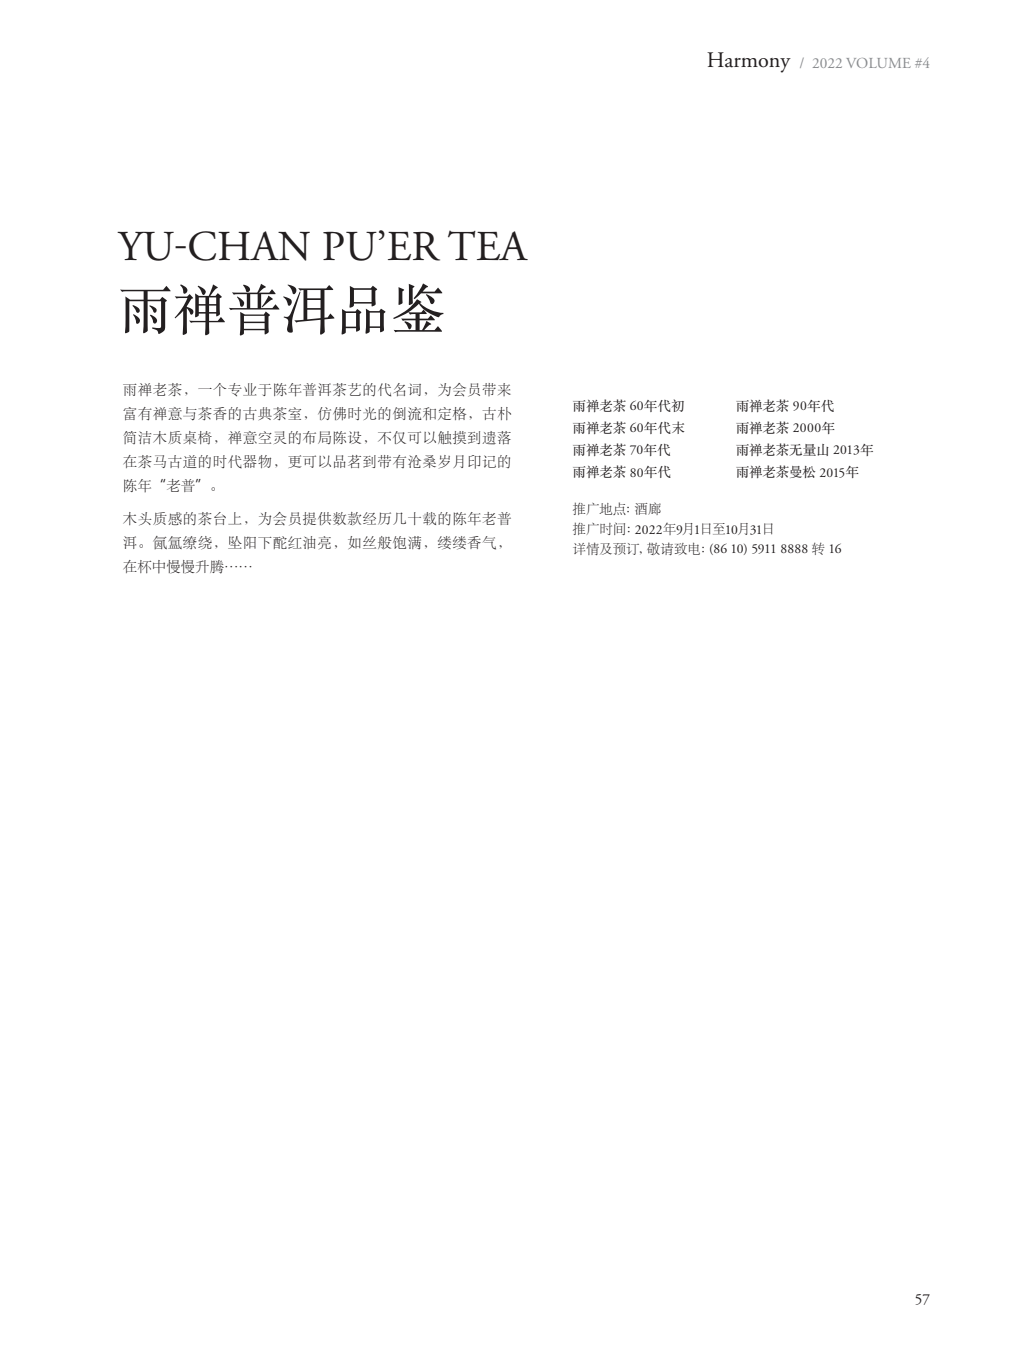 Harmony / 2022 VOLUME #4
YU-CHAN PU’ER TEA
雨禅普洱品鉴
雨禅老茶，一个专业于陈年普洱茶艺的代名词，为会员带来
富有禅意与茶香的古典茶室，仿佛时光的倒流和定格，古朴
简洁木质桌椅，禅意空灵的布局陈设，不仅可以触摸到遗落
在茶马古道的时代器物，更可以品茗到带有沧桑岁月印记的
陈年“老普”。
木头质感的茶台上，为会员提供数款经历几十载的陈年老普
洱。氤氲缭绕，坠阳下酡红油亮，如丝般饱满，缕缕香气，
在杯中慢慢升腾……
雨禅老茶 60年代初
雨禅老茶 60年代末
雨禅老茶 70年代
雨禅老茶 80年代
雨禅老茶 90年代
雨禅老茶 2000年
雨禅老茶无量山 2013年
雨禅老茶曼松 2015年
推广地点: 酒廊
推广时间: 2022年9月1日至10月31日
详情及预订, 敬请致电: (86 10) 5911 8888 转 16
57